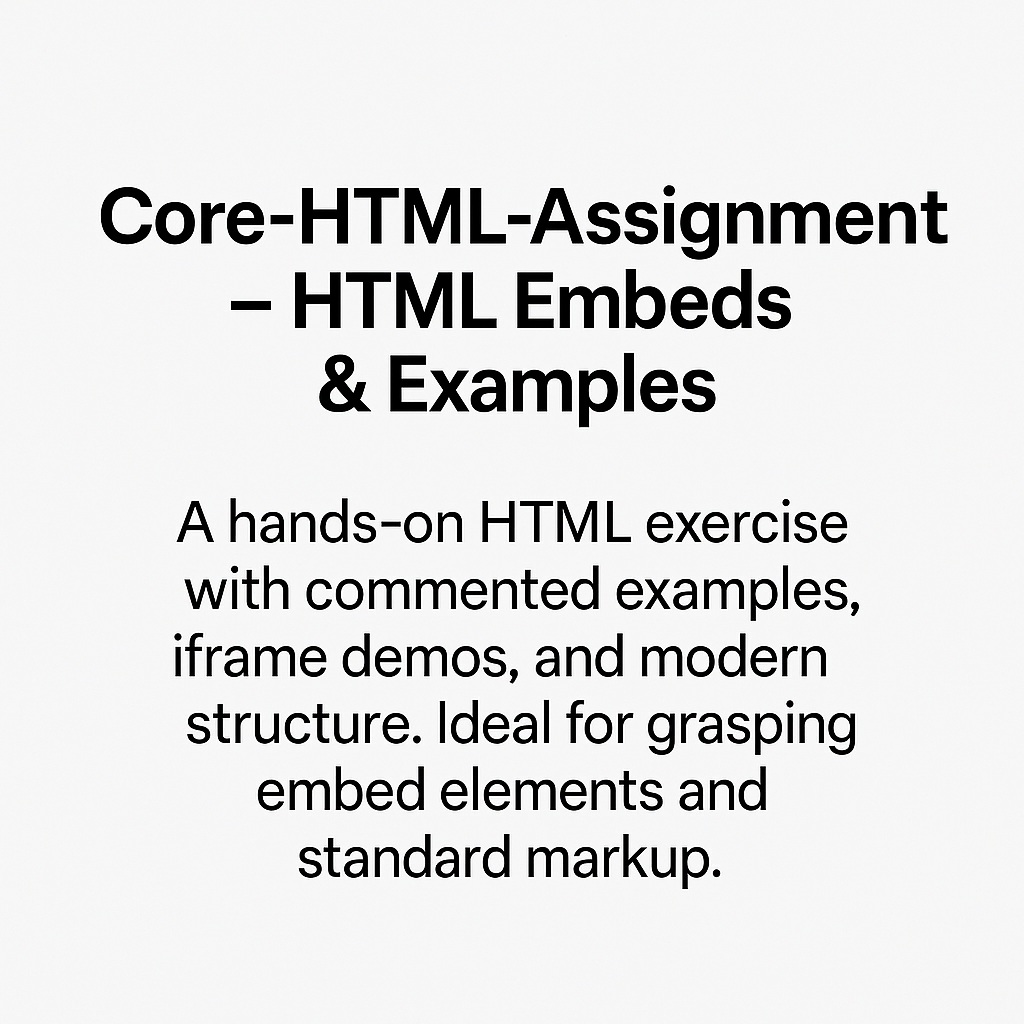 Core-HTML-Assignment
– HTML Embeds
& Examples
A hands-on HTML exercise
with commented examples,
iframe demos, and modern
structure. Ideal for grasping
embed elements and
standard markup.